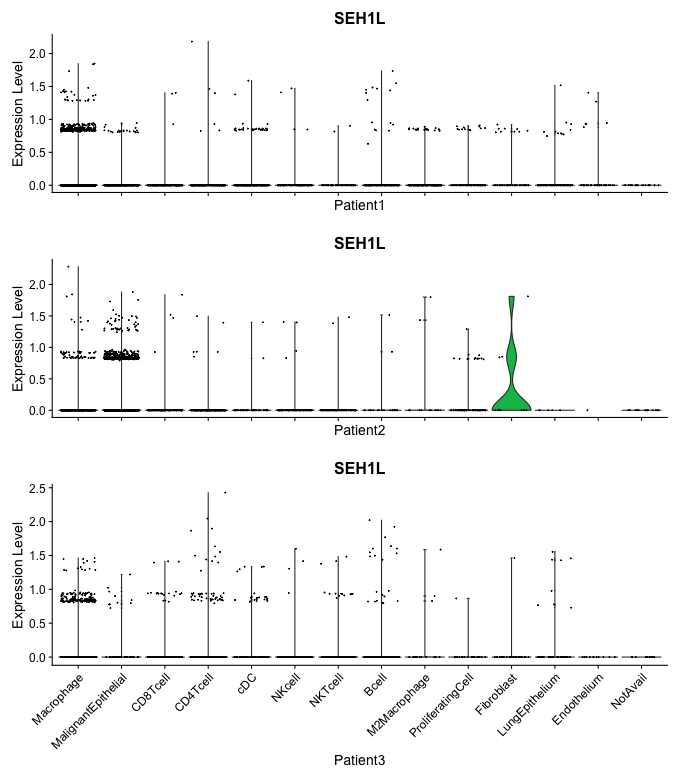 SEH1L
Expression Level
2.0
1.5
1.0
0.5
0.0
Patient1
SEH1L
Expression Level
2.0
1.5
1.0
0.5
0.0
Patient2
SEH1L
Expression Level
2.5
2.0
1.5
1.0
0.5
0.0
Macrophage
MalignantEpithelial
CD8Tcell
CD4Tcell
cDC
NKcell
NKTcell
Bcell
M2Macrophage
ProliferatingCell
Fibroblast
LungEpithelium
Endothelium
NotAvail
Patient3